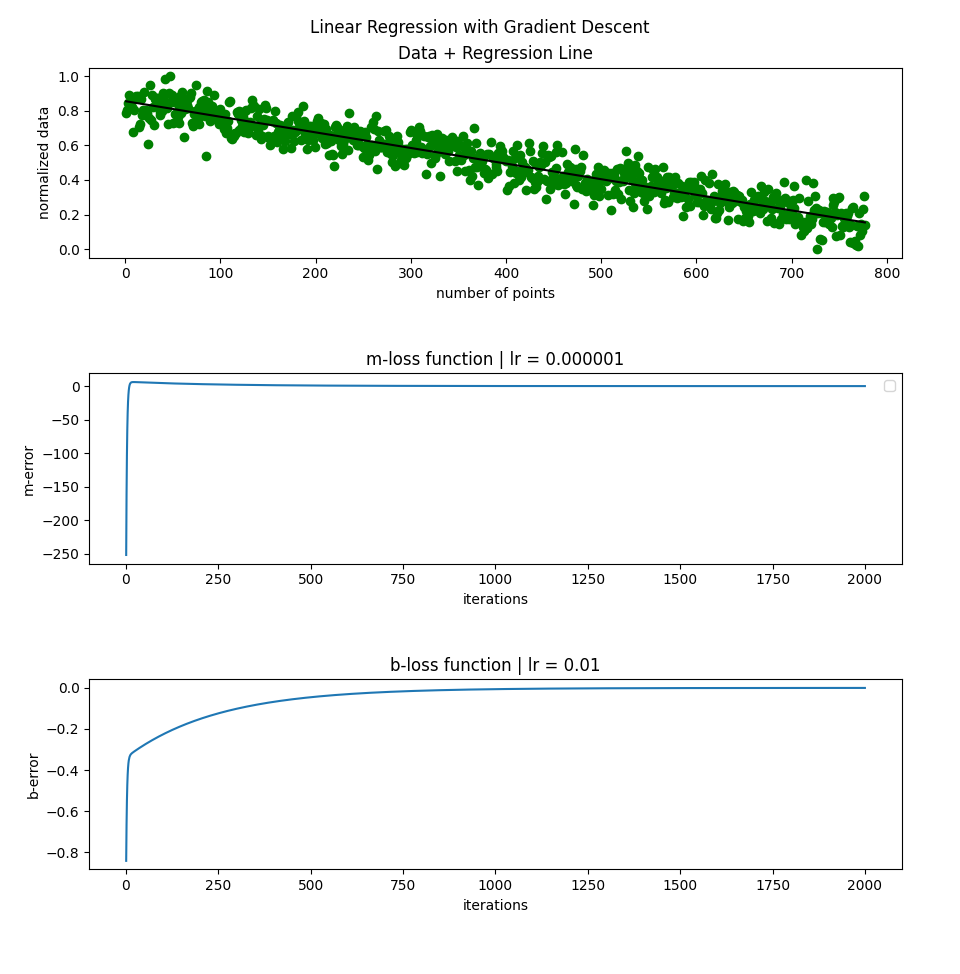 Linear Regression with Gradient Descent
Data + Regression Line
1.0
0.8
0.6
0.4
0.2
0.0
normalized data
0 100 200 300 400 500 600 700 800
number of points
m-loss function | lr = 0.000001
0
−50
−100
−150
−200
−250
m-error
0 250 500 750 1000 1250 1500 1750 2000
iterations
b-loss function | lr = 0.01
0.0
−0.2
−0.4
−0.6
−0.8
b-error
0 250 500 750 1000 1250 1500 1750 2000
iterations